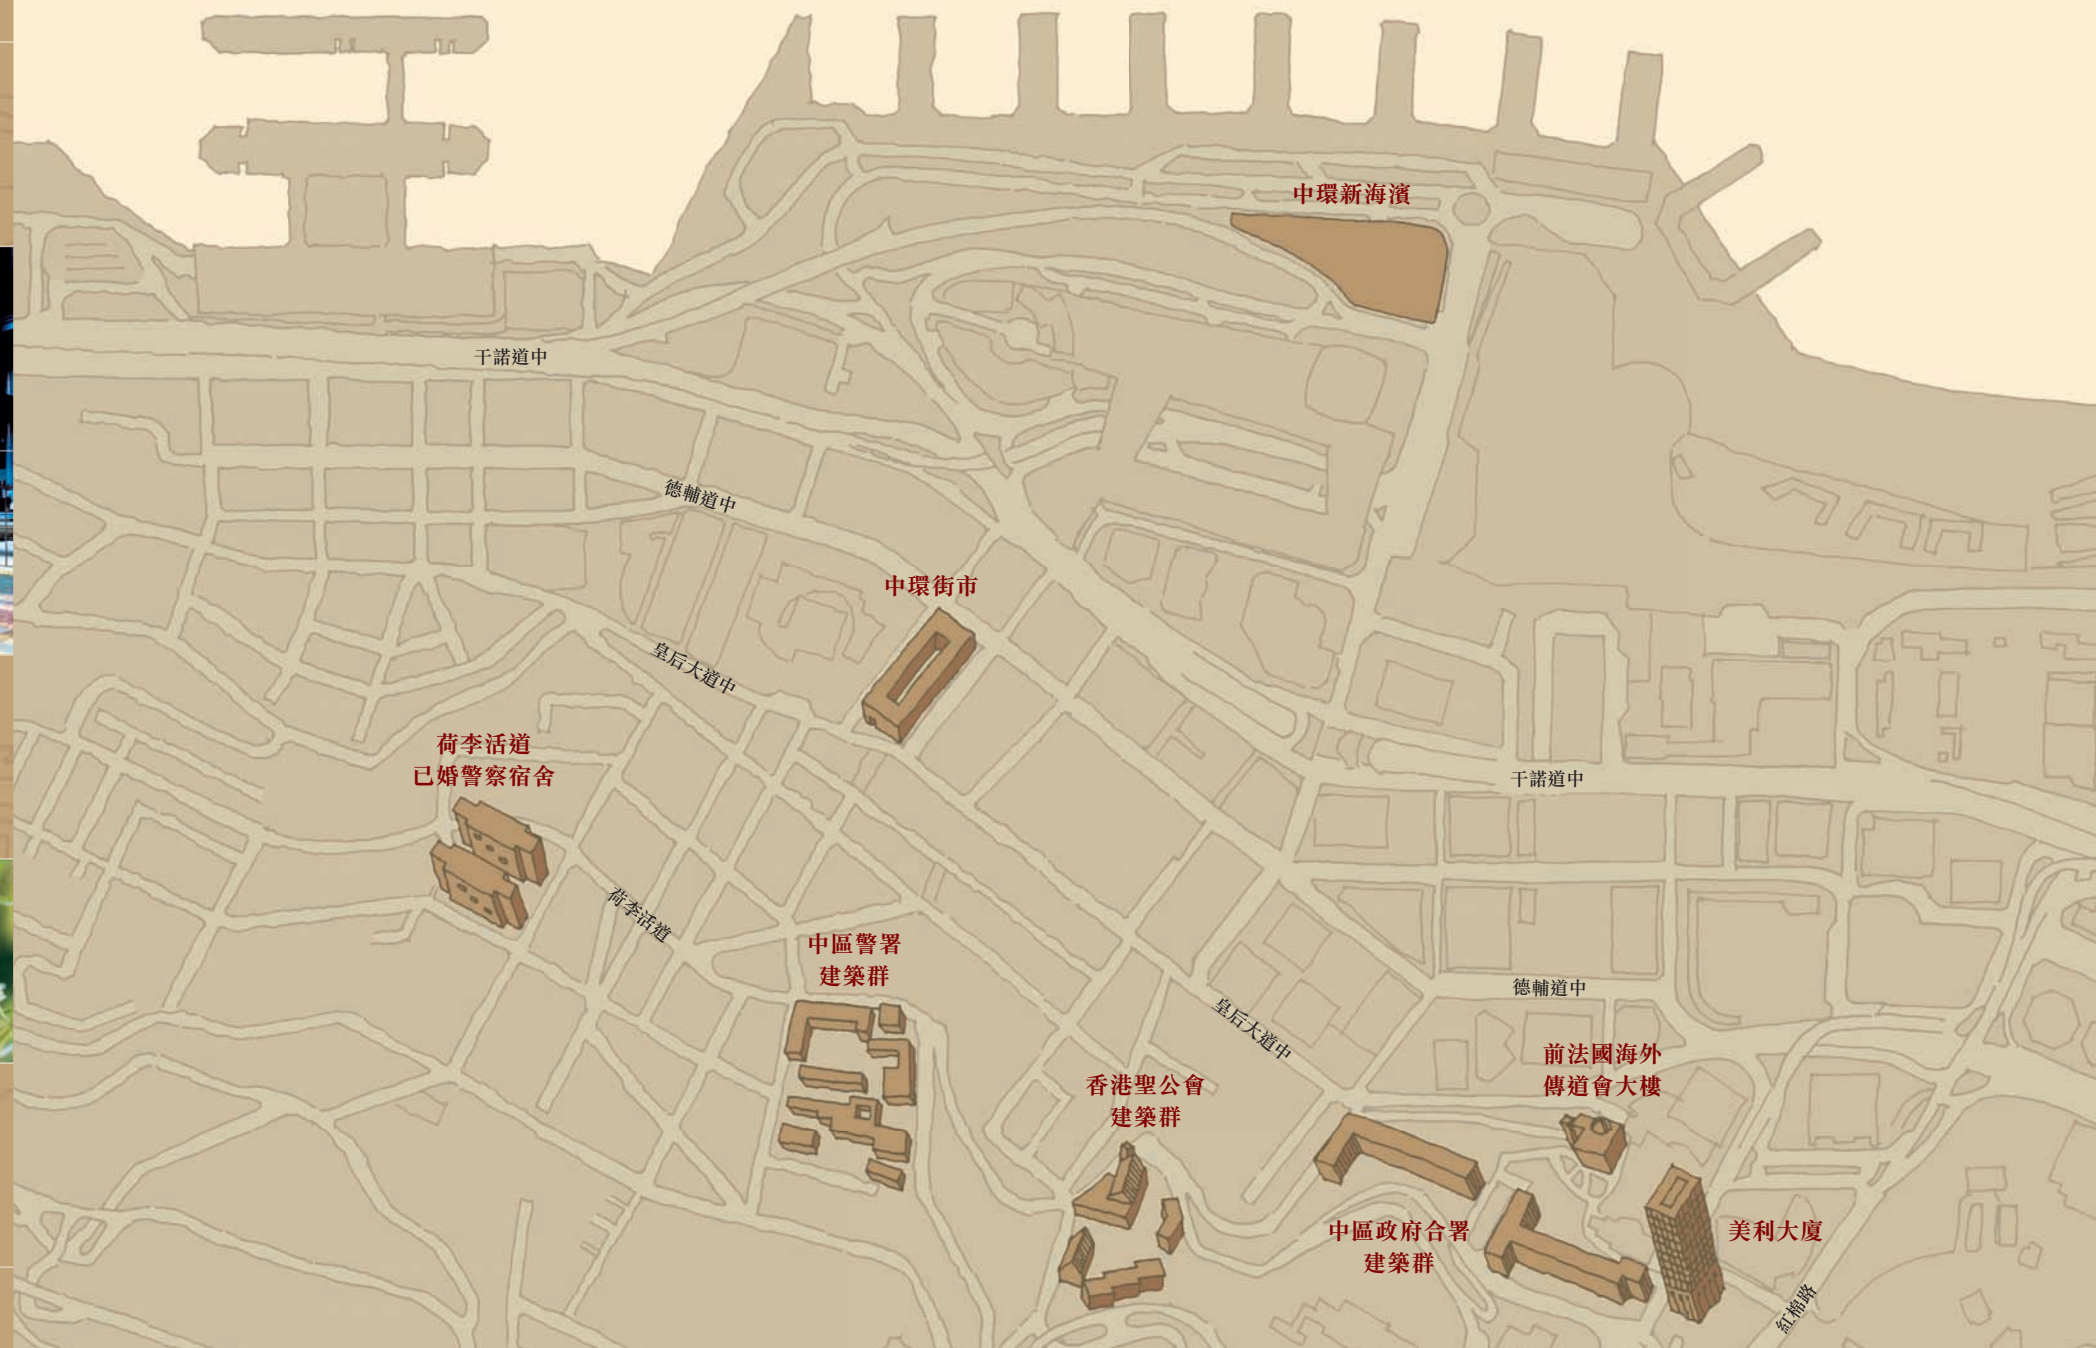 中環新海濱
干諾道中
德輔道中
中環街市
皇后大道中
荷李活道
已婚警察宿舍
干諾道中
荷李活道
中區警署
建築群
德輔道中
皇后大道中
前法國海外
傳道會大樓
香港聖公會
建築群
中區政府合署
建築群
美利大廈
紅棉路